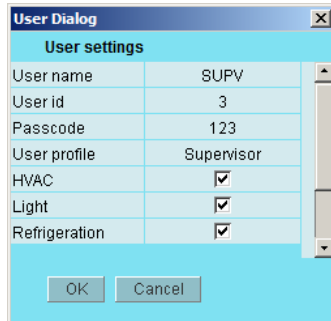 User Dialog
User settings
User name SUPV
User id 3
Passcode 123
User profile Supervisor
HVAC
Light
Refrigeration
OK Cancel